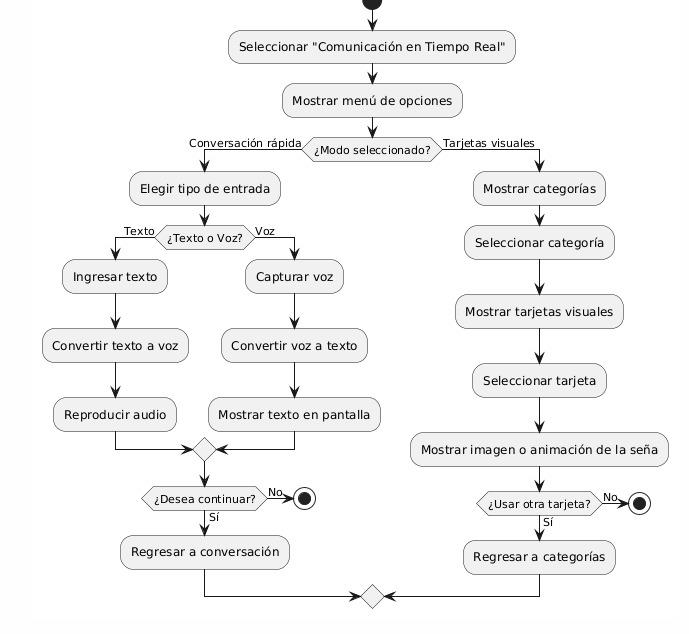 Seleccionar "Comunicación en Tiempo Real"
Mostrar menú de opciones
¿Modo seleccionado?
Conversación rápida
Tarjetas visuales
Elegir tipo de entrada
¿Texto o Voz?
Texto
Voz
Ingresar texto
Capturar voz
Convertir texto a voz
Convertir voz a texto
Reproducir audio
Mostrar texto en pantalla
¿Desea continuar?
No
Sí
Regresar a conversación
Mostrar categorías
Seleccionar categoría
Mostrar tarjetas visuales
Seleccionar tarjeta
Mostrar imagen o animación de la seña
¿Usar otra tarjeta?
No
Sí
Regresar a categorías